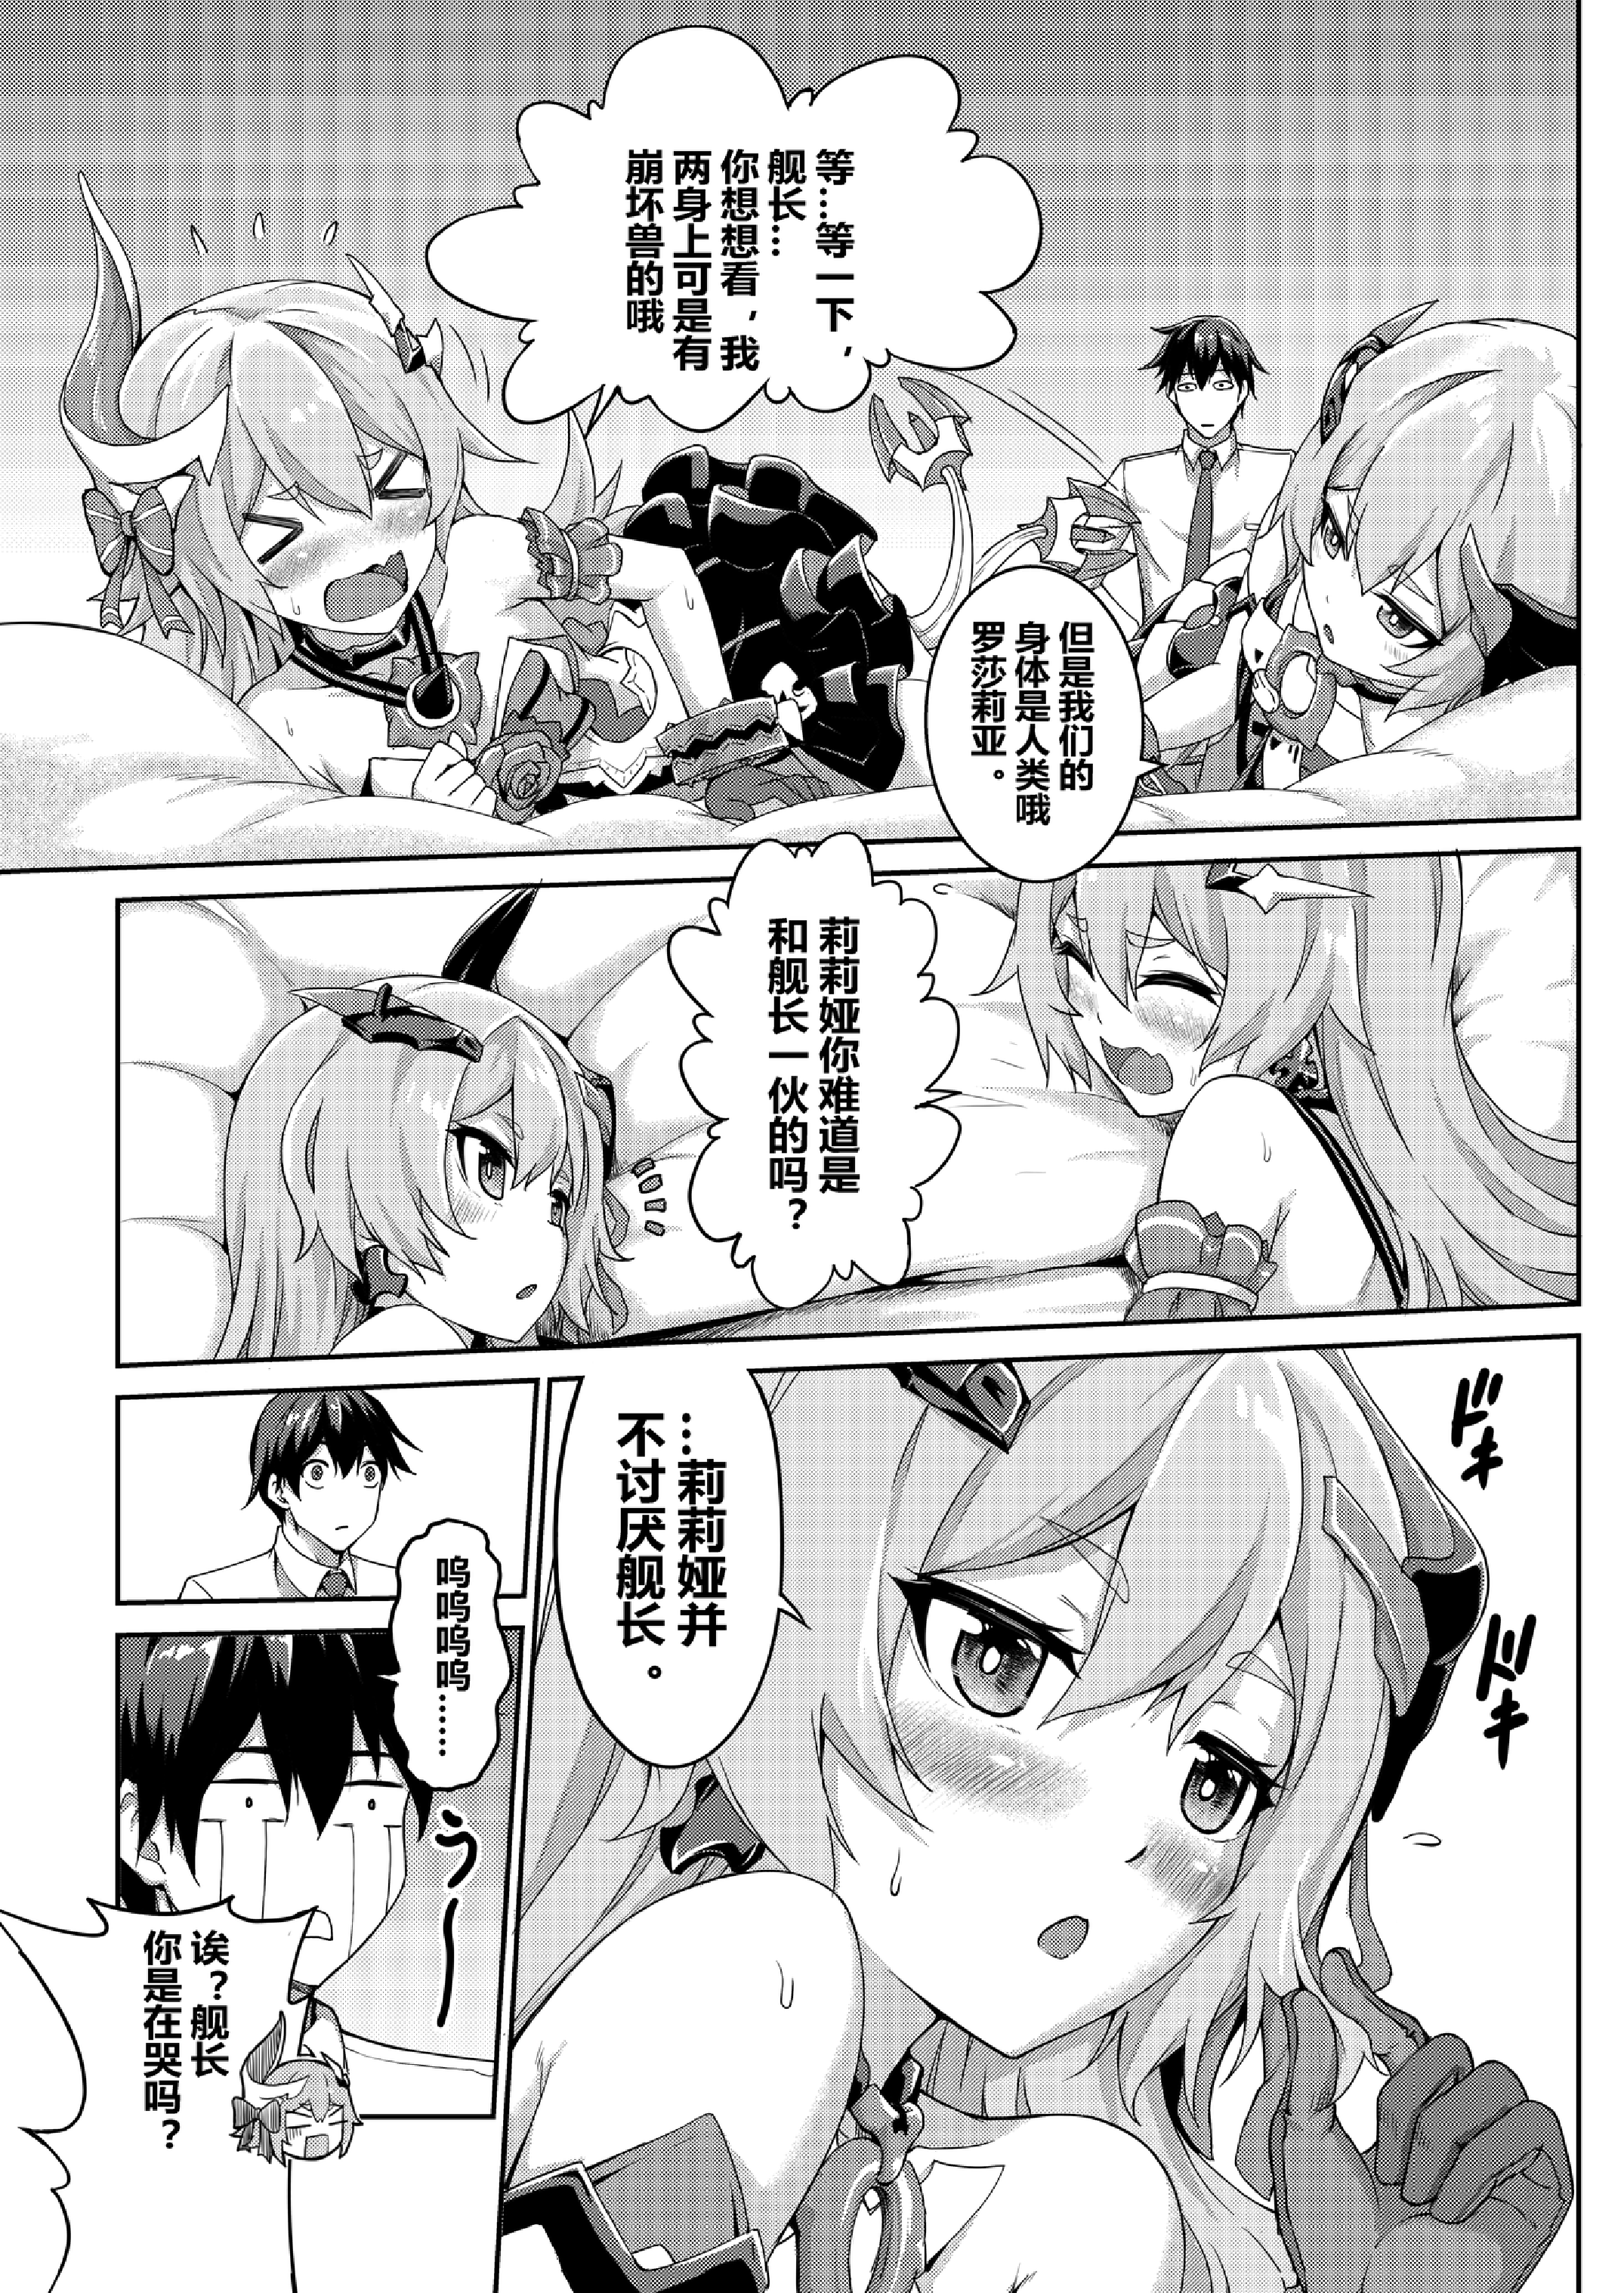 等…等一下，
舰长…
你想想看，我
两身上可是有
崩坏兽的哦
但是我们的
身体是人类哦
罗莎莉亚。
莉莉娅你难道是
和舰长一伙的吗？
ドキ
ドキ
…莉莉娅并
不讨厌舰长。
呜呜呜呜……
う〜
诶？舰长
你是在哭吗？